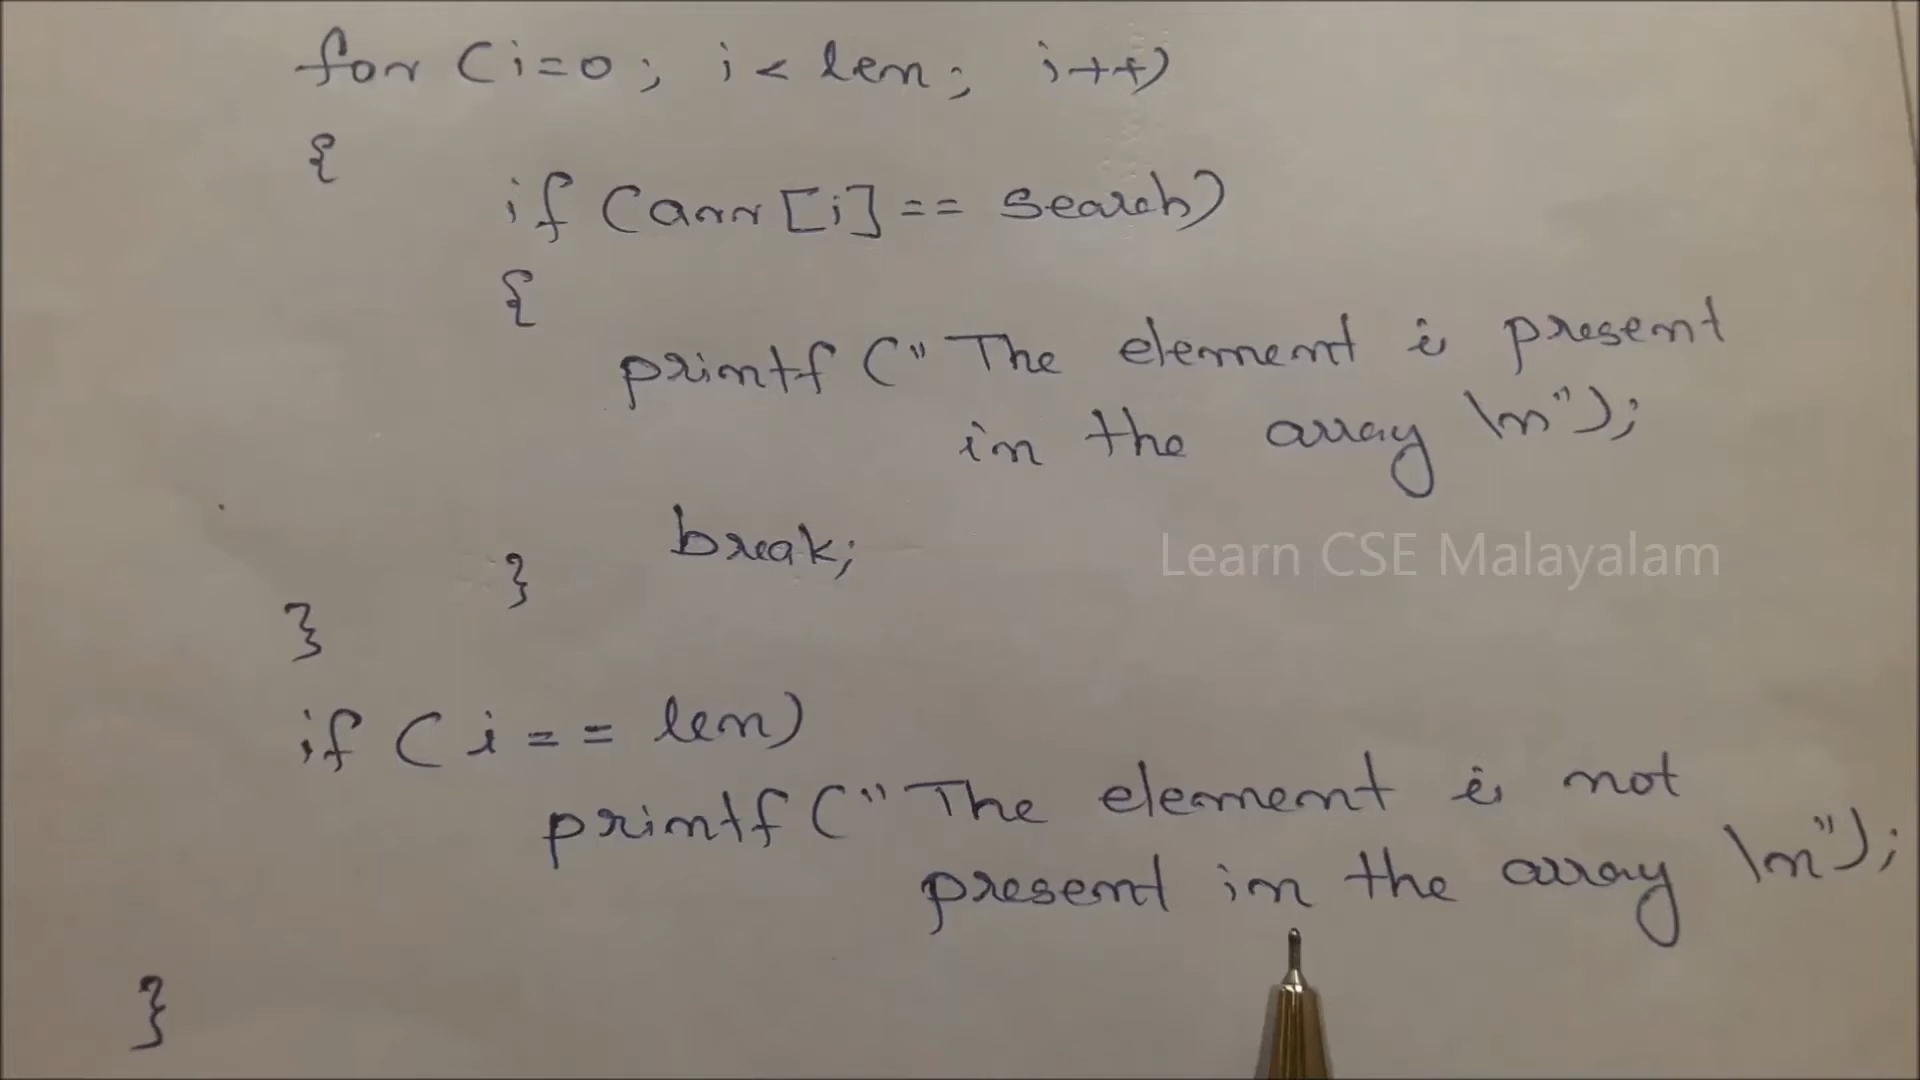 for (i=0; i< len; i++)
{
if (arr[i]== search)
{
printf (" The element is present
in the array \n");
break;
}
}
if (i == len)
printf (" The element is not
present in the array \n");
}
Learn CSE Malayalam